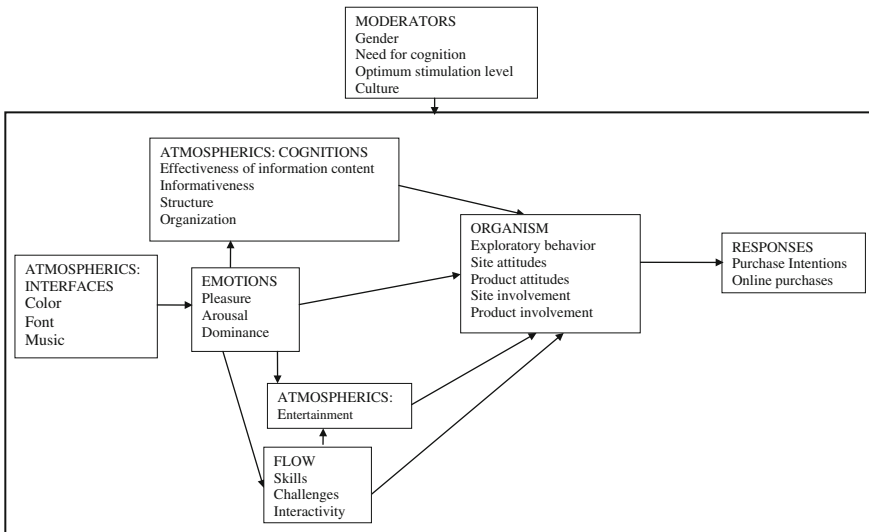 MODERATORS
Gender
Need for cognition
Optimum stimulation level
Culture
ATMOSPHERICS: COGNITIONS
Effectiveness of information content
Informativeness
Structure
Organization
ATMOSPHERICS:
INTERFACES
Color
Font
Music
EMOTIONS
Pleasure
Arousal
Dominance
ORGANISM
Exploratory behavior
Site attitudes
Product attitudes
Site involvement
Product involvement
RESPONSES
Purchase Intentions
Online purchases
ATMOSPHERICS:
Entertainment
FLOW
Skills
Challenges
Interactivity